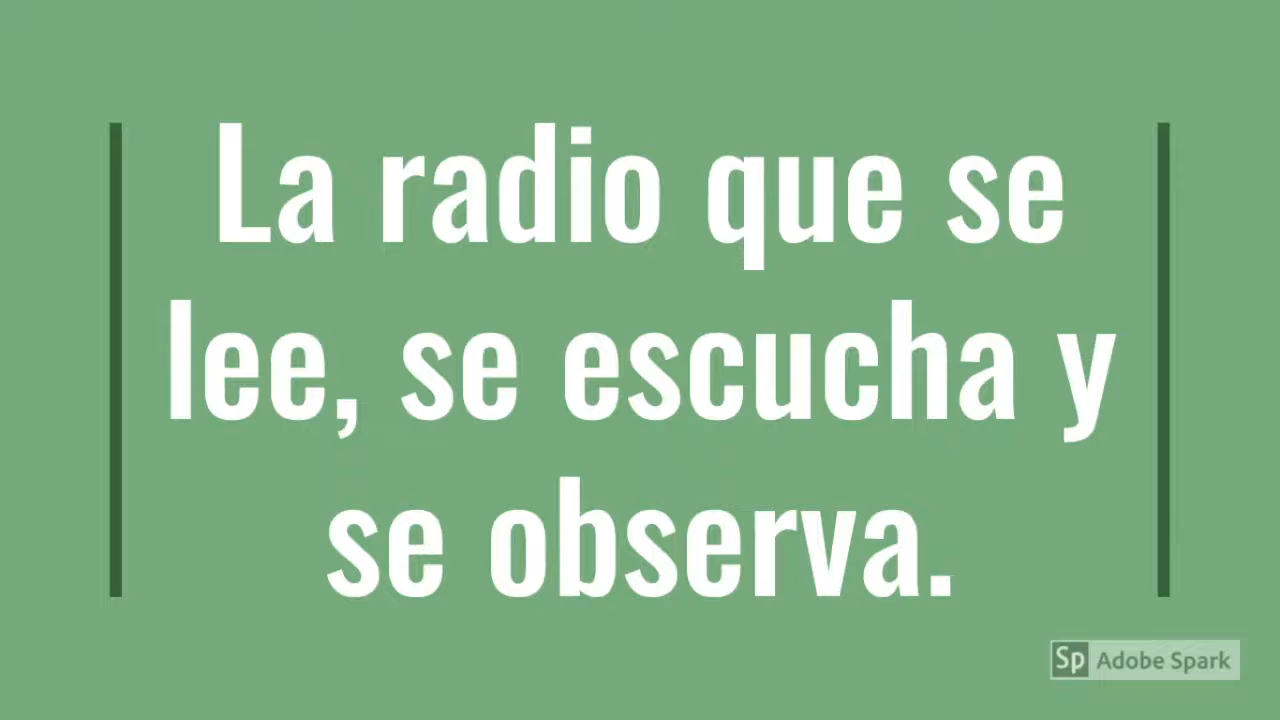 La radio que se
lee, se escucha y
se observa.
Sp Adobe Spark